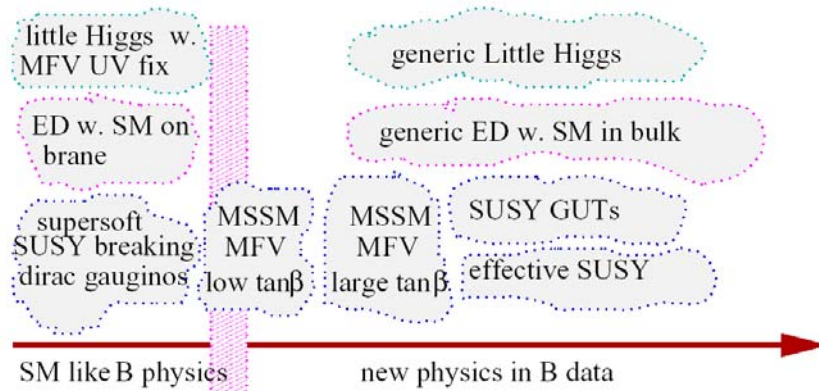 little Higgs w.
MFV UV fix
generic Little Higgs
ED w. SM on
brane
generic ED w. SM in bulk
supersoft
SUSY breaking
dirac gauginos
MSSM
MFV
low tanβ
MSSM
MFV
large tanβ
SUSY GUTs
effective SUSY
SM like B physics
new physics in B data